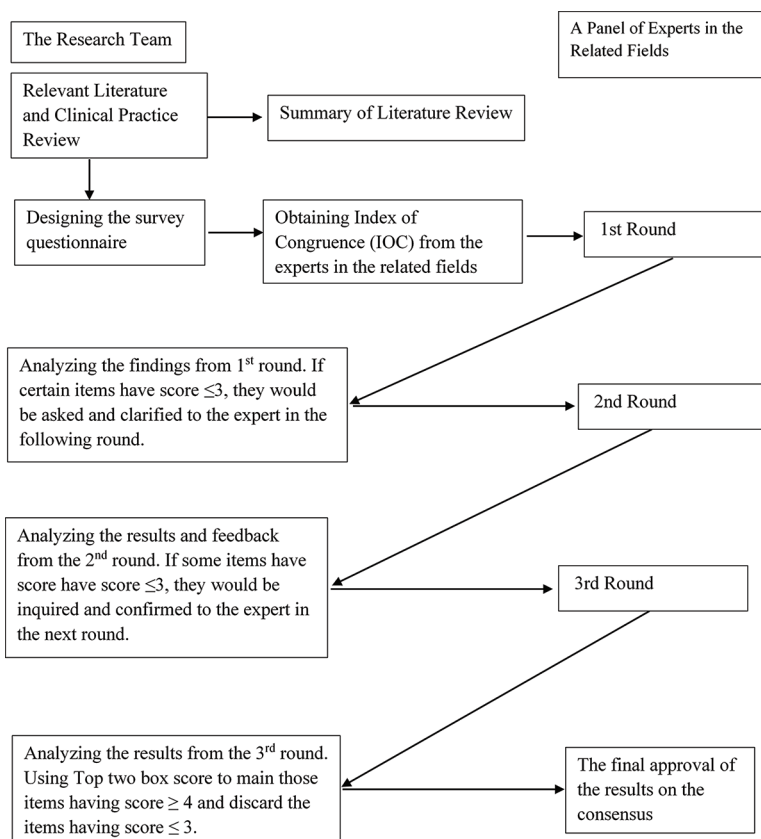 The Research Team
A Panel of Experts in the
Related Fields
Relevant Literature
and Clinical Practice
Review
Summary of Literature Review
Designing the survey
questionnaire
Obtaining Index of
Congruence (IOC) from the
experts in the related fields
1st Round
Analyzing the findings from 1st round. If
certain items have score ≤3, they would
be asked and clarified to the expert in the
following round.
2nd Round
Analyzing the results and feedback
from the 2nd round. If some items have
score have score ≤3, they would be
inquired and confirmed to the expert in
the next round.
3rd Round
Analyzing the results from the 3rd round.
Using Top two box score to main those
items having score ≥ 4 and discard the
items having score ≤ 3.
The final approval of
the results on the
consensus